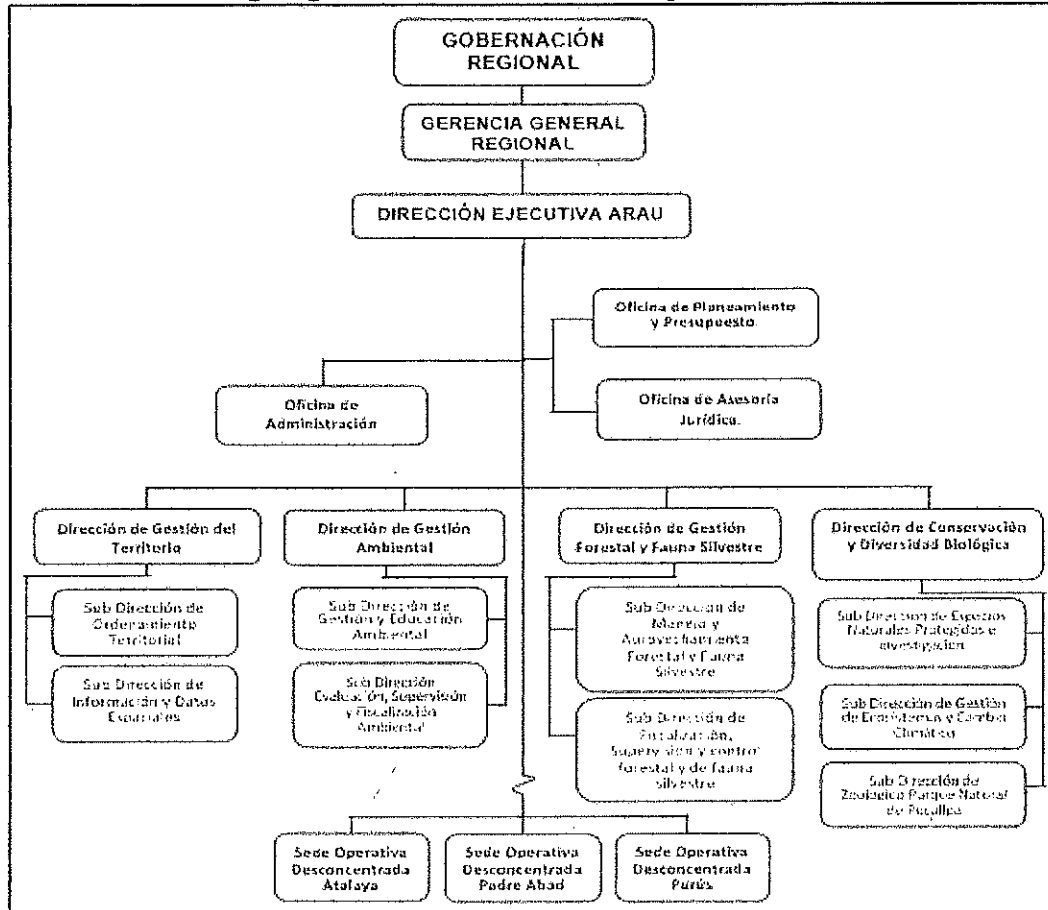 GOBERNACIÓN
REGIONAL
GERENCIA GENERAL
REGIONAL
DIRECCIÓN EJECUTIVA ARAU
Oficina de Planeamiento
y Presupuesto.
Oficina de
Administración
Oficina de Asesoría
Jurídica.
Dirección de Gestión del
Territorio
Sub Dirección de
Ordenamiento
Territorial
Sub Dirección de
Información y Datos
Espaciales
Dirección de Gestión
Ambiental
Sub Dirección de
Gestión y Educación
Ambiental
Sub Dirección
Evaluación, Supervisión
y Fiscalización
Ambiental
Dirección de Gestión
Forestal y Fauna Silvestre
Sub Dirección de
Manejo y
Aprovechamiento
Forestal y Fauna
Silvestre
Sub Dirección de
Fiscalización,
Supervisión y control
forestal y de fauna
silvestre
Dirección de Conservación
y Diversidad Biológica
Sub Dirección de Espacios
Naturales Protegidas e
Investigación
Sub Dirección de Gestión
de Ecosistemas y Cambio
Climático
Sub Dirección de
Zoológico Parque Natural
de Pucallpa
Sede Operativa
Desconcentrada
Atalaya
Sede Operativa
Desconcentrada
Padre Abad
Sede Operativa
Desconcentrada
Purús